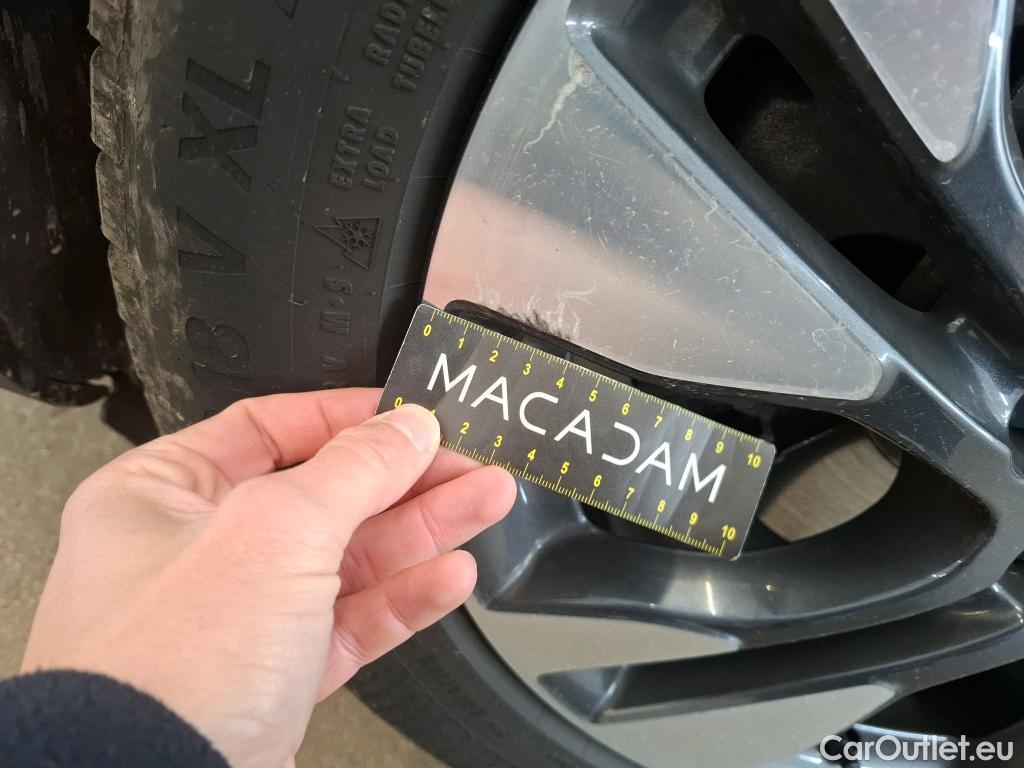 V XL
RADI
TUBEL
EXTRA
LOAD
M•S
V
18
0 1 2 3 4 5 6 7 8 9 10
MACADAM
0 1 2 3 4 5 6 7 8 9 10
CarOutlet.eu